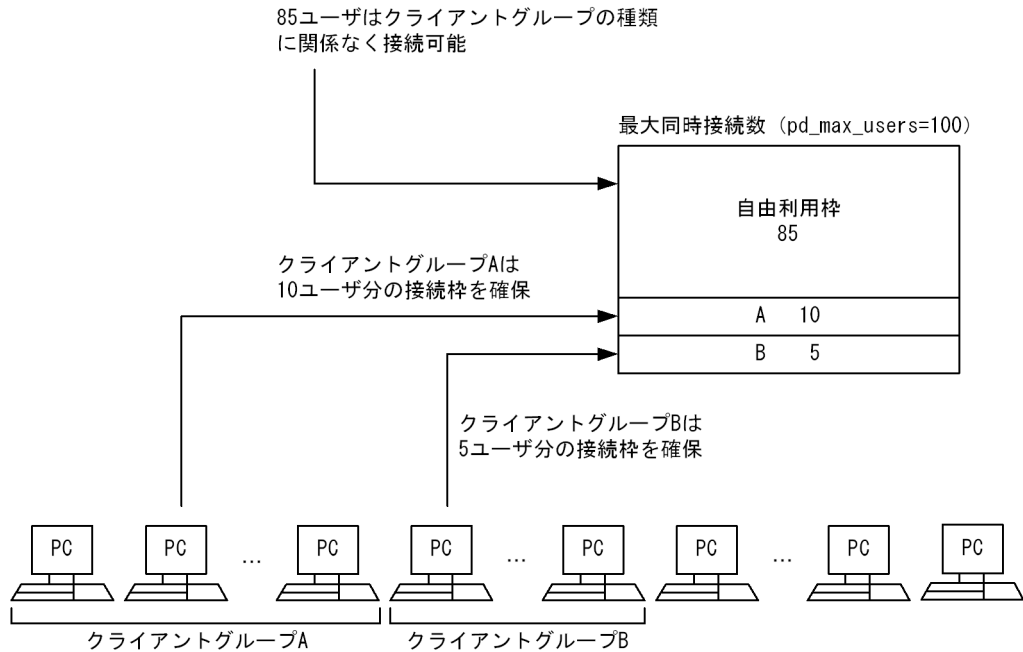 85ユーザはクライアントグループの種類
に関係なく接続可能
最大同時接続数（pd_max_users=100）
自由利用枠
85
クライアントグループAは
10ユーザ分の接続枠を確保
A 10
B 5
クライアントグループBは
5ユーザ分の接続枠を確保
PC PC … PC PC … PC PC … PC PC
クライアントグループA クライアントグループB